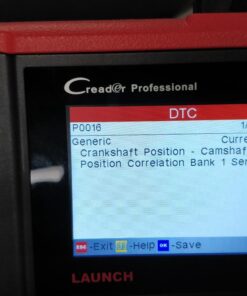 Creader Professional
DTC
P0016 1/
Generic Curre
Crankshaft Position - Camshaf
Position Correlation Bank 1 Sen
ESC -Exit -Help OK -Save
LAUNCH